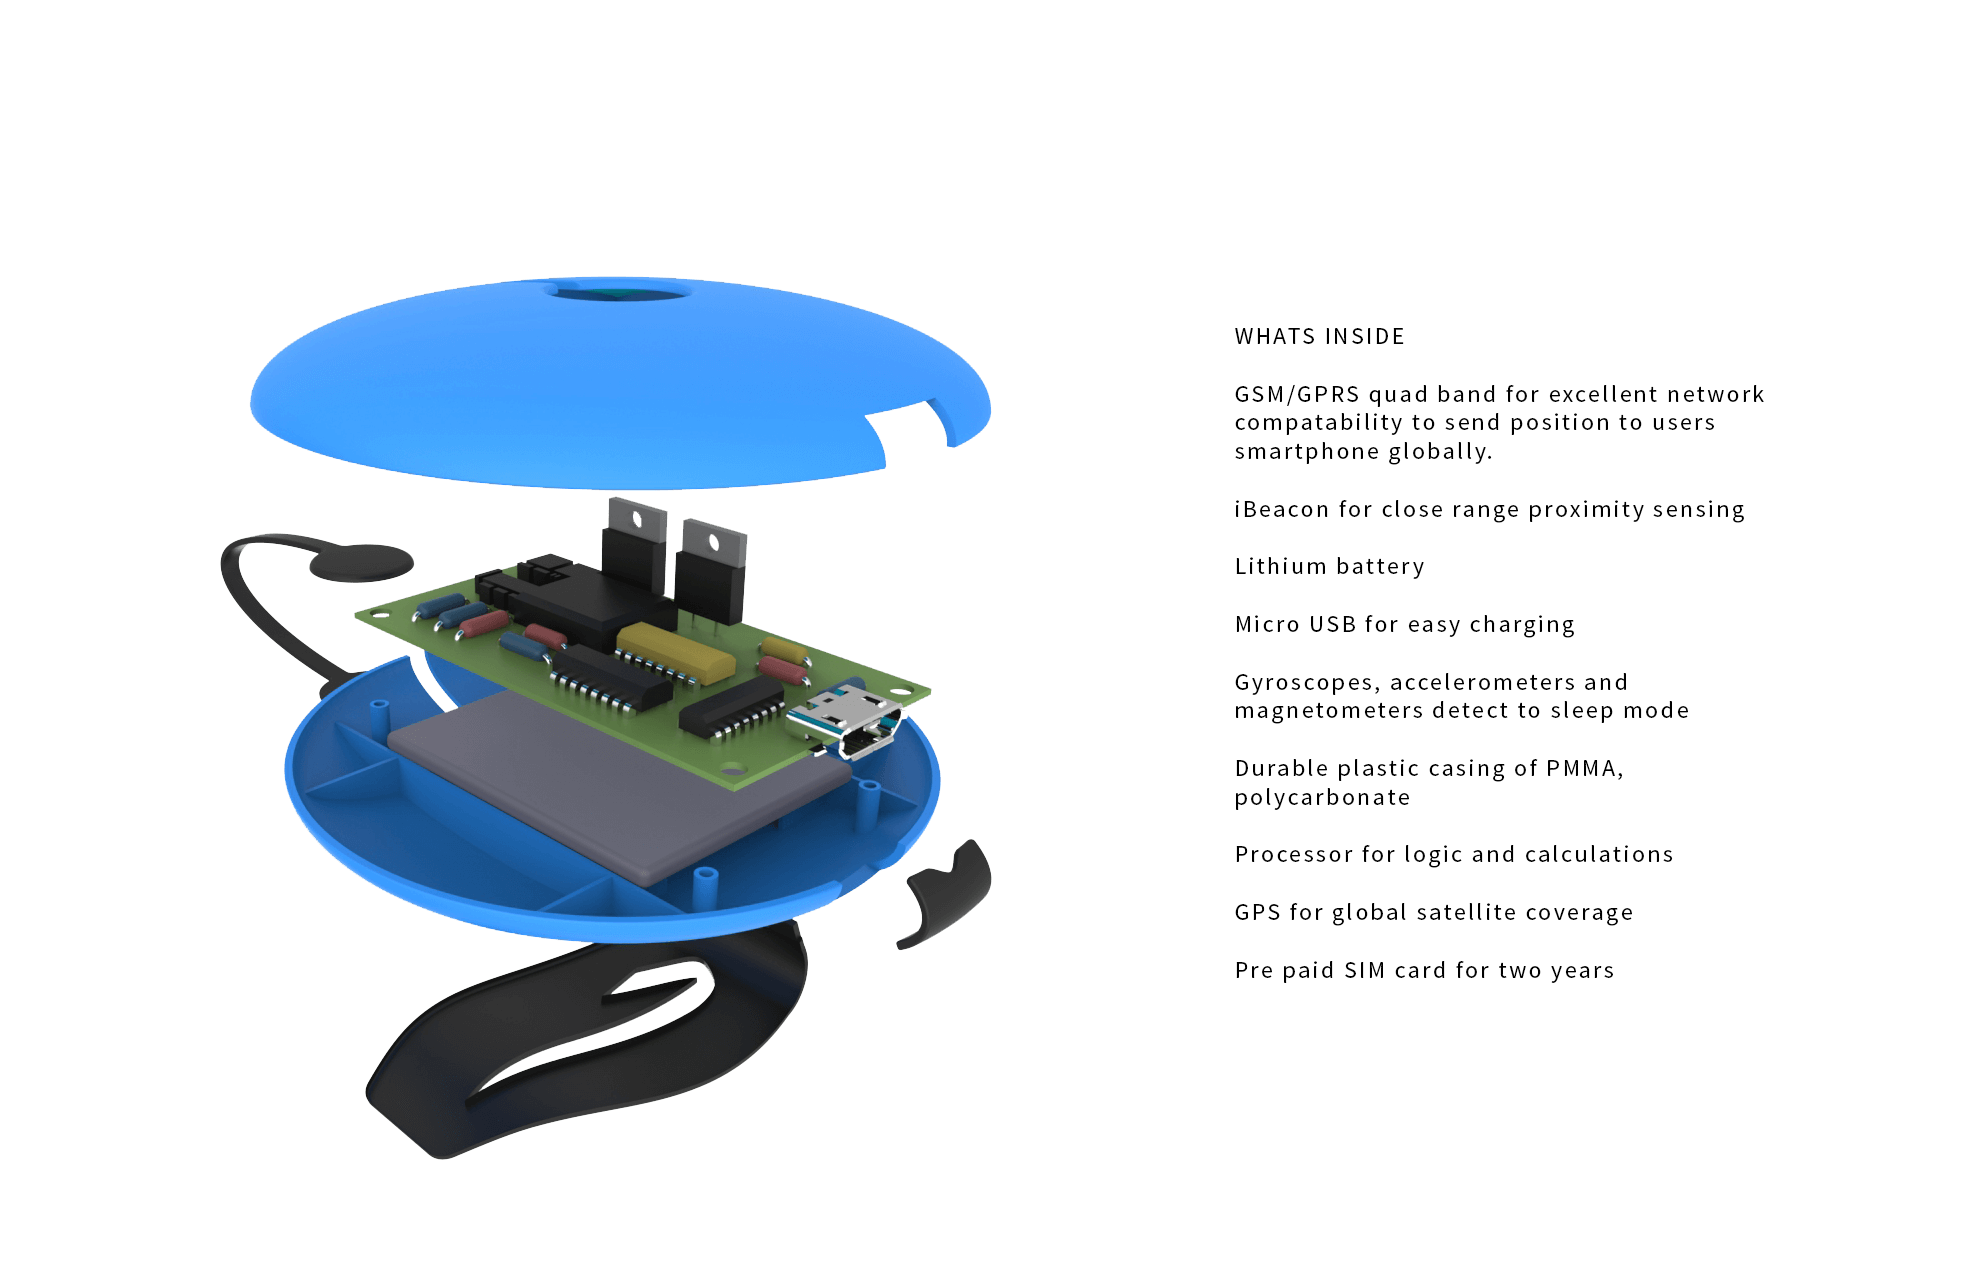 WHATS INSIDE
GSM/GPRS quad band for excellent network
compatability to send position to users
smartphone globally.
iBeacon for close range proximity sensing
Lithium battery
Micro USB for easy charging
Gyroscopes, accelerometers and
magnetometers detect to sleep mode
Durable plastic casing of PMMA,
polycarbonate
Processor for logic and calculations
GPS for global satellite coverage
Pre paid SIM card for two years